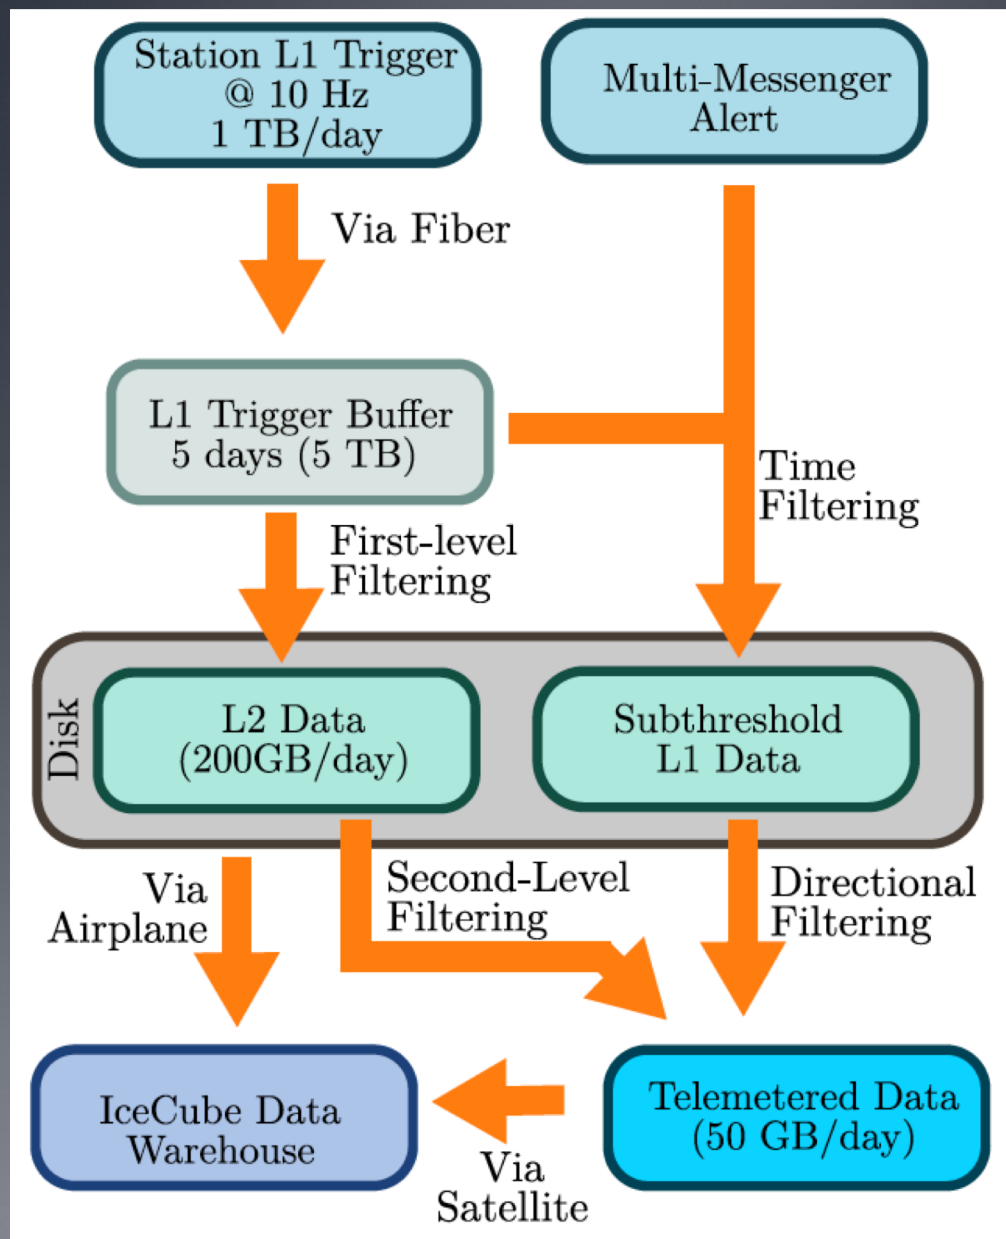 Station L1 Trigger
@ 10 Hz
1 TB/day
Multi-Messenger
Alert
Via Fiber
L1 Trigger Buffer
5 days (5 TB)
Time
Filtering
First-level
Filtering
Disk
L2 Data
(200GB/day)
Subthreshold
L1 Data
Via
Airplane
Second-Level
Filtering
Directional
Filtering
IceCube Data
Warehouse
Telemetered Data
(50 GB/day)
Via
Satellite